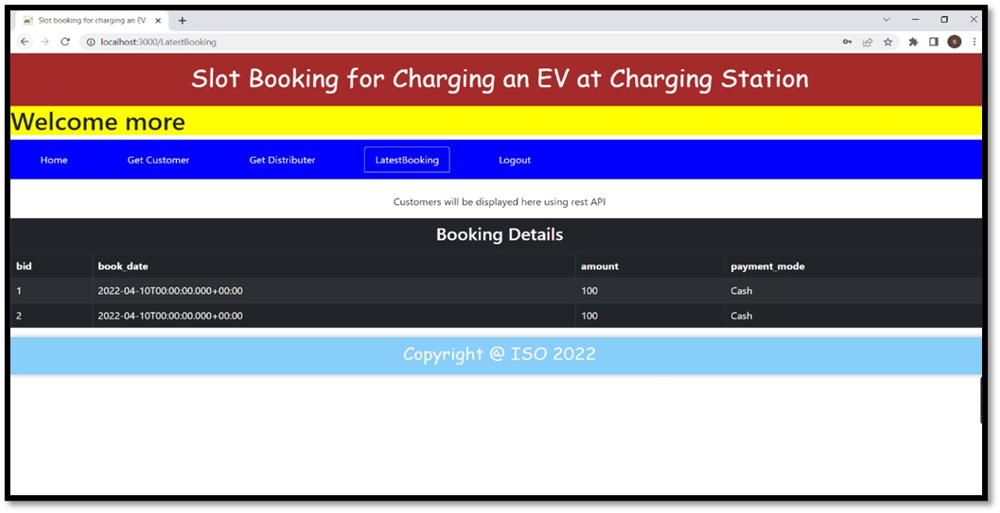 Slot booking for charging an EV
localhost:3000/LatestBooking
S
Slot Booking for Charging an EV at Charging Station
Welcome more
Home Get Customer Get Distributer LatestBooking Logout
Customers will be displayed here using rest API
Booking Details
bid book_date amount payment_mode
1 2022-04-10T00:00:00.000+00:00 100 Cash
2 2022-04-10T00:00:00.000+00:00 100 Cash
Copyright @ ISO 2022